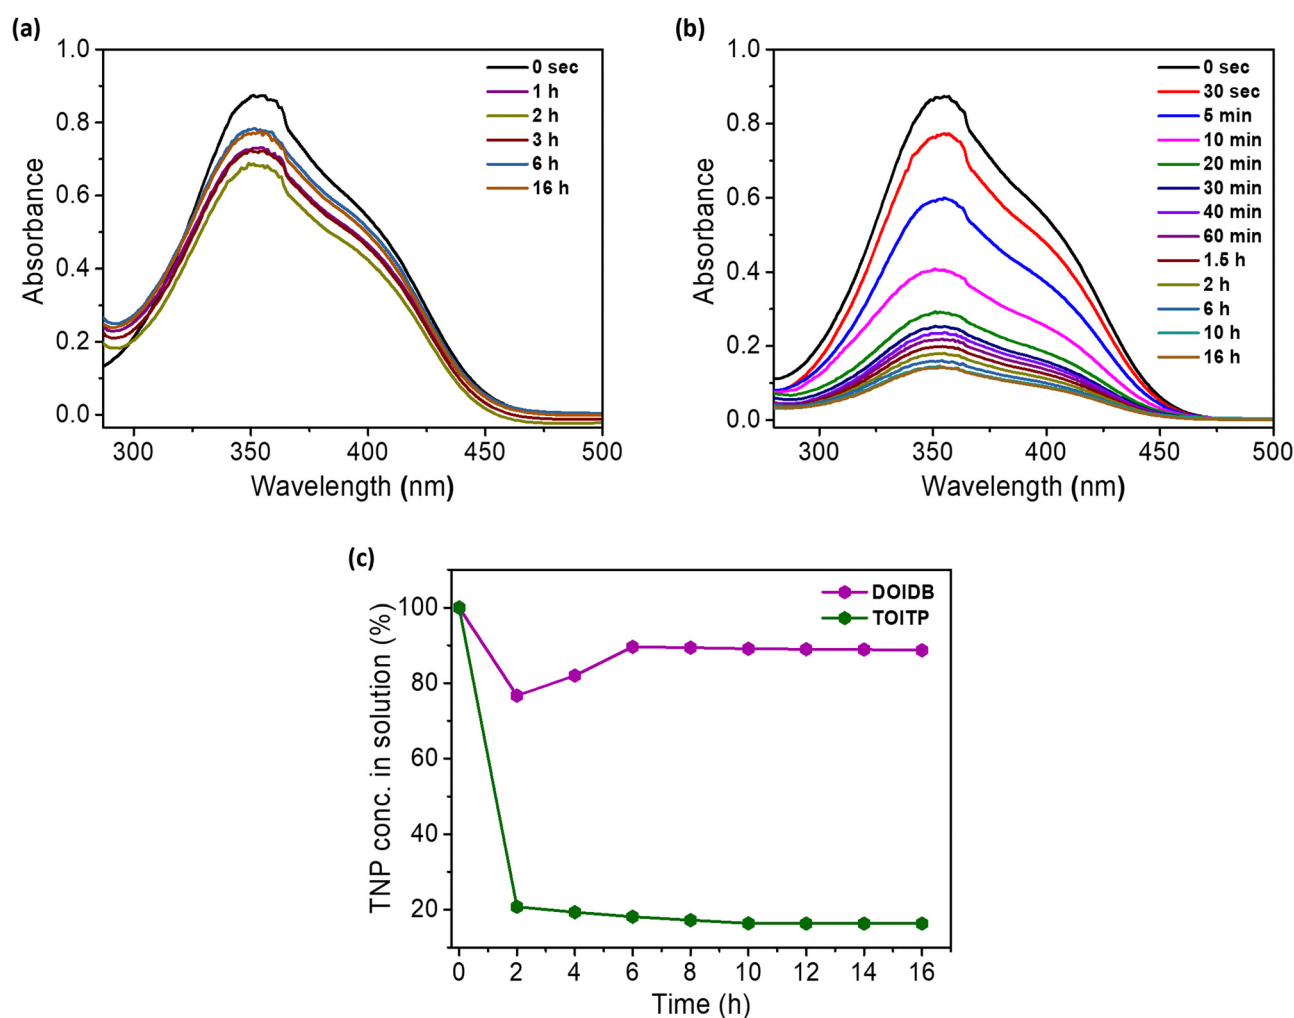 (a)
1.0
0.8
0.6
0.4
0.2
0.0
Absorbance
300
350
400
450
500
Wavelength (nm)
0 sec
1 h
2 h
3 h
6 h
16 h
(b)
1.0
0.8
0.6
0.4
0.2
0.0
Absorbance
300
350
400
450
500
Wavelength (nm)
0 sec
30 sec
5 min
10 min
20 min
30 min
40 min
60 min
1.5 h
2 h
6 h
10 h
16 h
(c)
100
80
60
40
20
TNP conc. in solution (%)
0
2
4
6
8
10
12
14
16
Time (h)
DOIDB
TOITP